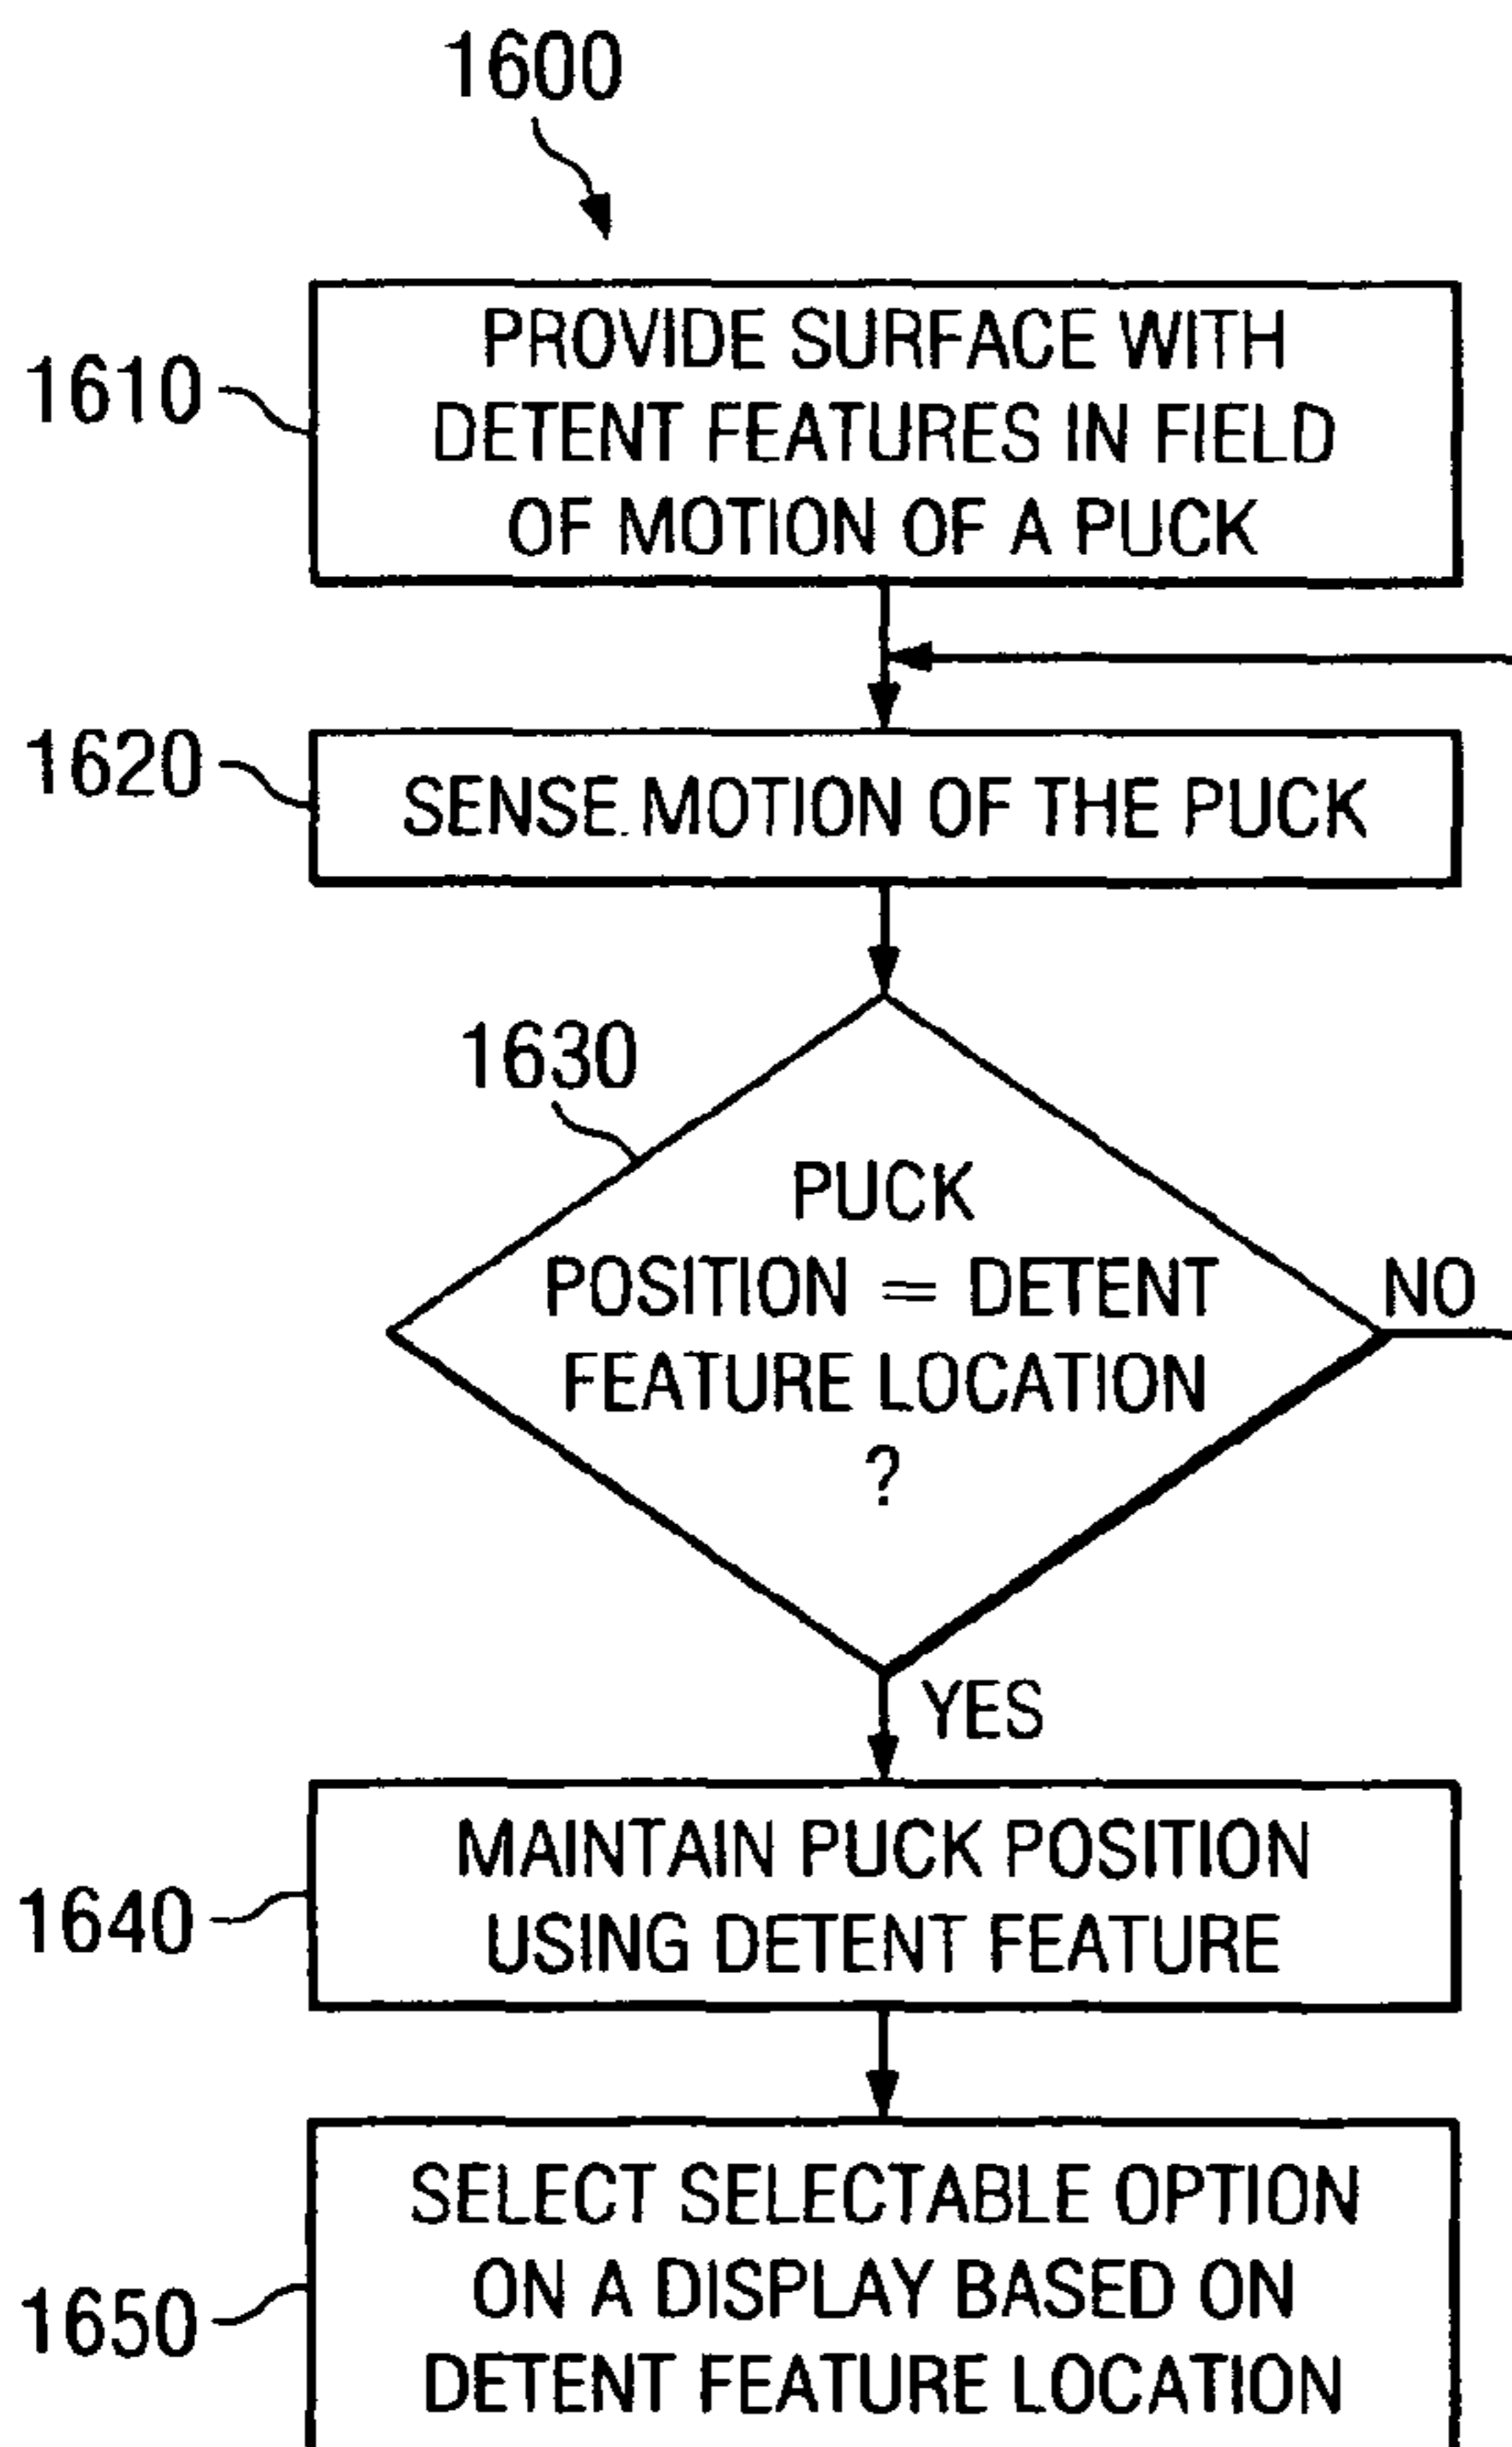 1600
1610
PROVIDE SURFACE WITH
DETENT FEATURES IN FIELD
OF MOTION OF A PUCK
1620
SENSE MOTION OF THE PUCK
1630
PUCK
POSITION = DETENT
FEATURE LOCATION
?
NO
YES
1640
MAINTAIN PUCK POSITION
USING DETENT FEATURE
1650
SELECT SELECTABLE OPTION
ON A DISPLAY BASED ON
DETENT FEATURE LOCATION